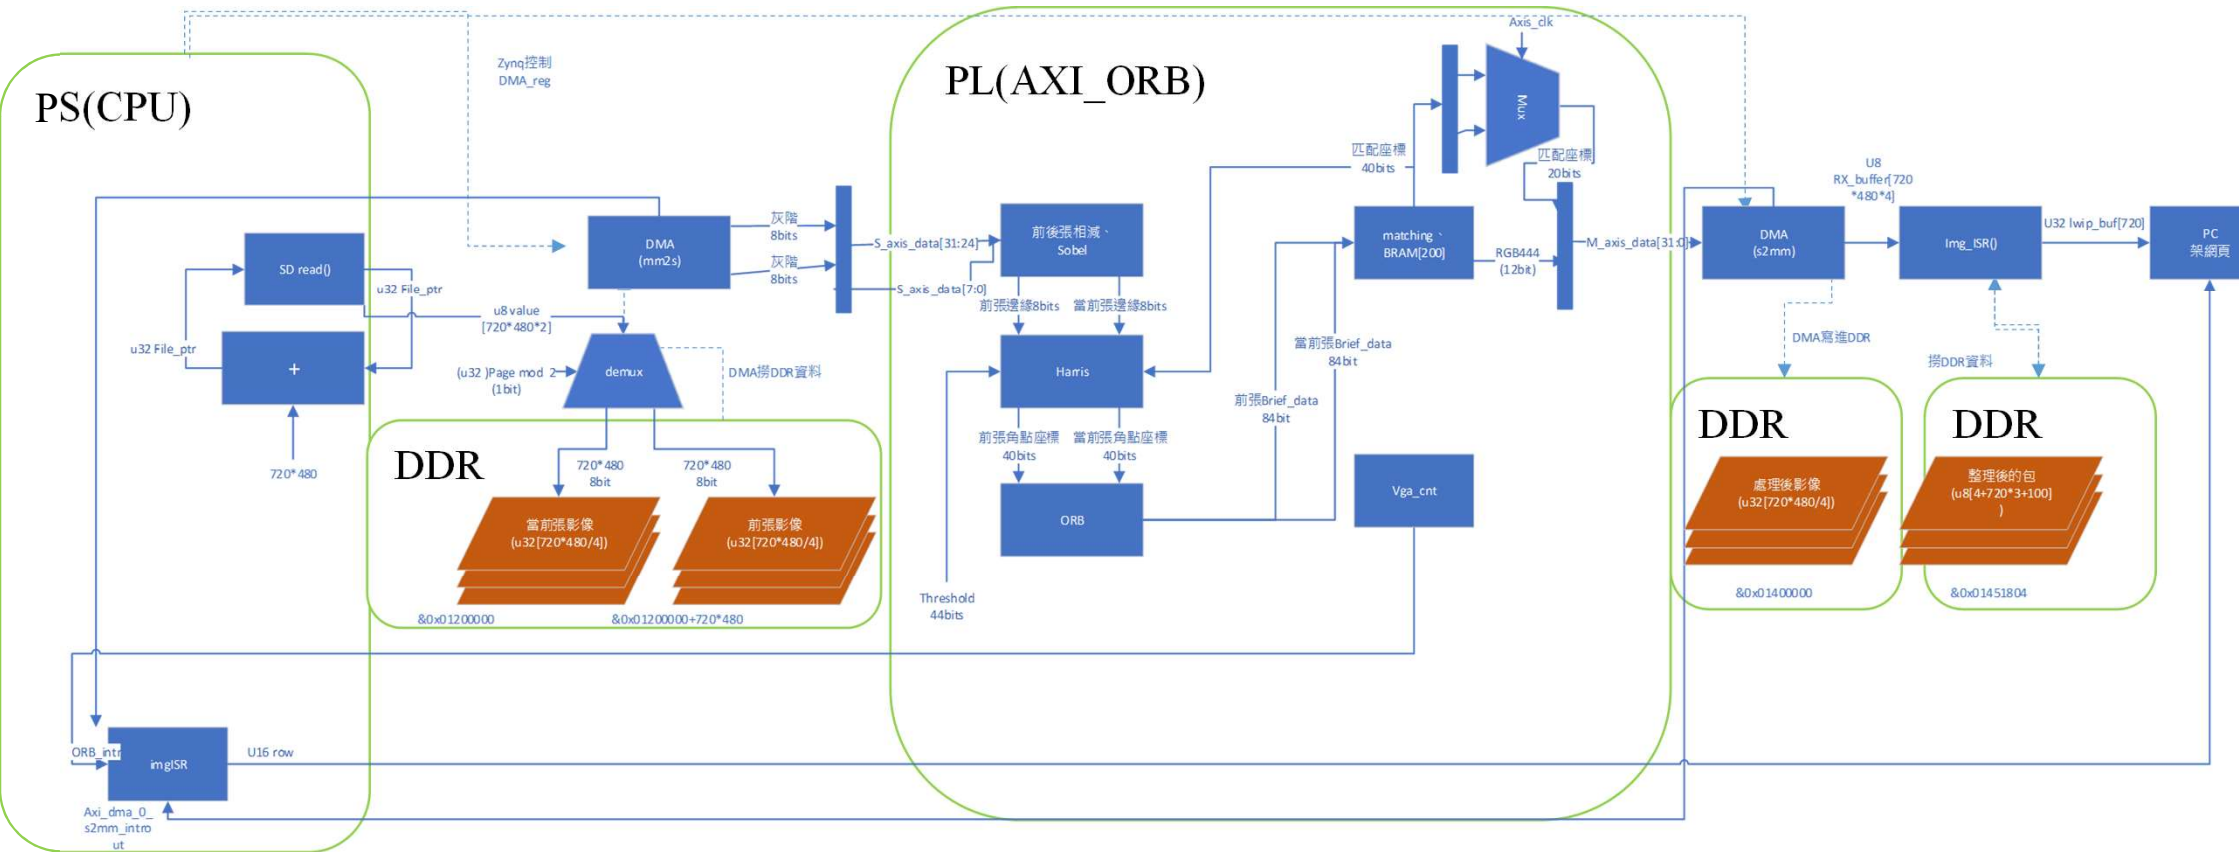 PS(CPU)
Zynq控制
DMA_reg
SD read()
u32 File_ptr
u32 File_ptr
+
720*480
u8 value
[720*480*2]
DMA
(mm2s)
灰階
8bits
灰階
8bits
(u32 )Page mod 2
(1bit)
demux
DMA撈DDR資料
DDR
720*480
8bit
720*480
8bit
當前張影像
(u32[720*480/4])
前張影像
(u32[720*480/4])
&0x01200000
&0x01200000+720*480
PL(AXI_ORB)
S_axis_data[31:24]
S_axis_data[7:0]
前後張相減、
Sobel
前張邊緣8bits
當前張邊緣8bits
Harris
前張角點座標
40bits
當前張角點座標
40bits
ORB
Threshold
44bits
前張Brief_data
84bit
當前張Brief_data
84bit
matching、
BRAM[200]
匹配座標
40bits
Axis_clk
Mux
匹配座標
20bits
RGB444
(12bit)
Vga_cnt
M_axis_data[31:0]
DMA
(s2mm)
U8
RX_buffer[720
*480*4]
Img_ISR()
U32 lwip_buf[720]
PC
架網頁
DMA寫進DDR
撈DDR資料
DDR
處理後影像
(u32[720*480/4])
&0x01400000
DDR
整理後的包
(u8[4+720*3+100]
)
&0x01451804
ORB_intr
imgISR
U16 row
Axi_dma_0_
s2mm_intro
ut